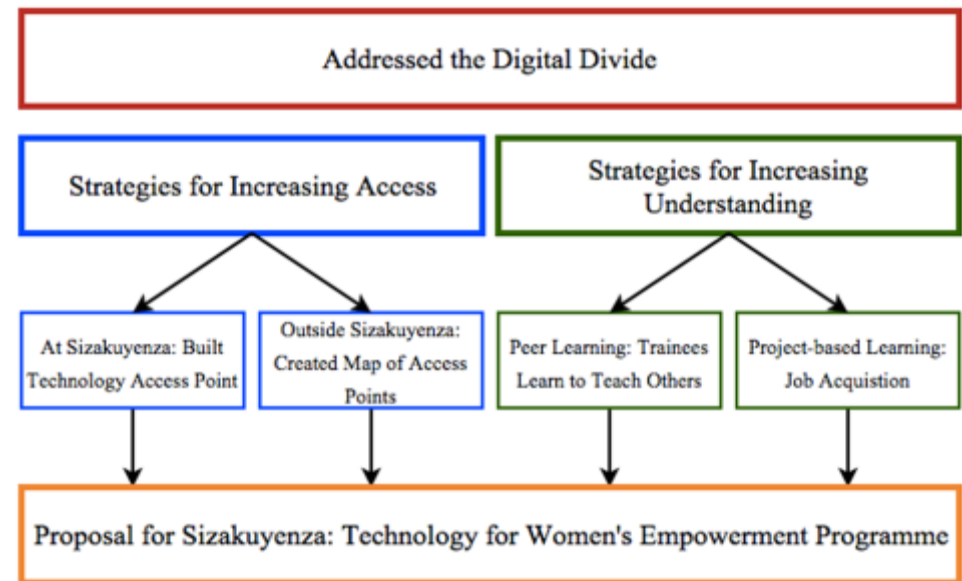 Addressed the Digital Divide
Strategies for Increasing Access
Strategies for Increasing
Understanding
At Sizakuyenza: Built
Technology Access Point
Outside Sizakuyenza:
Created Map of Access
Points
Peer Learning: Trainees
Learn to Teach Others
Project-based Learning:
Job Acquistion
Proposal for Sizakuyenza: Technology for Women's Empowerment Programme